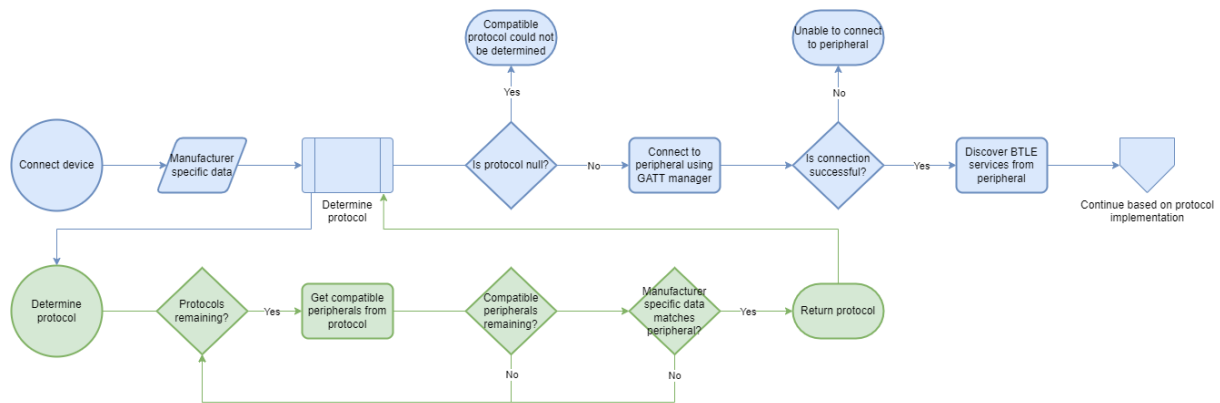 Compatible
protocol could not
be determined
Unable to connect
to peripheral
Yes
No
Connect device
Manufacturer
specific data
Determine
protocol
Is protocol null?
No
Connect to
peripheral using
GATT manager
Is connection
successful?
Yes
Discover BTLE
services from
peripheral
Continue based on protocol
implementation
Determine
protocol
Protocols
remaining?
Yes
Get compatible
peripherals from
protocol
Compatible
peripherals
remaining?
Manufacturer
specific data
matches
peripheral?
Yes
Return protocol
No
No